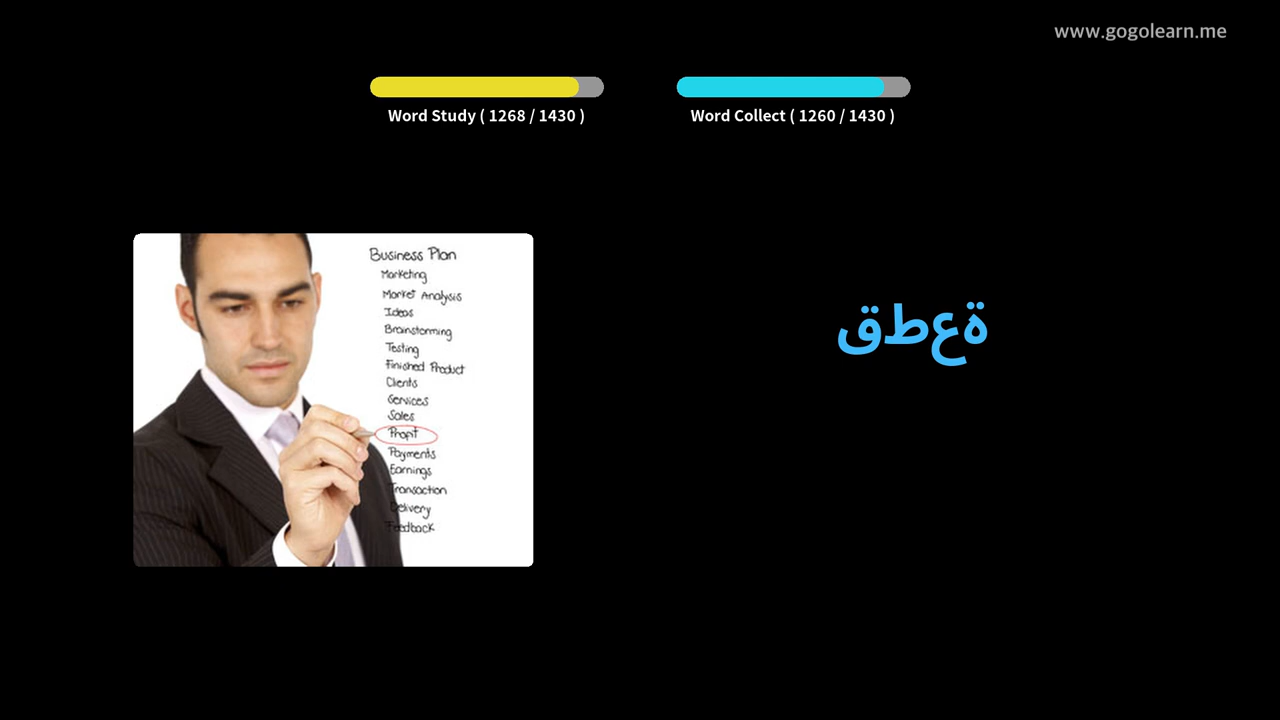 www.gogolearn.me
Word Study ( 1268 / 1430 )
Word Collect ( 1260 / 1430 )
Business Plan
Marketing
Market Analysis
Ideas
Brainstorming
Testing
Finished Product
Clients
Services
Sales
Profit
Payments
Earnings
Transaction
Delivery
Feedback
ةعطق